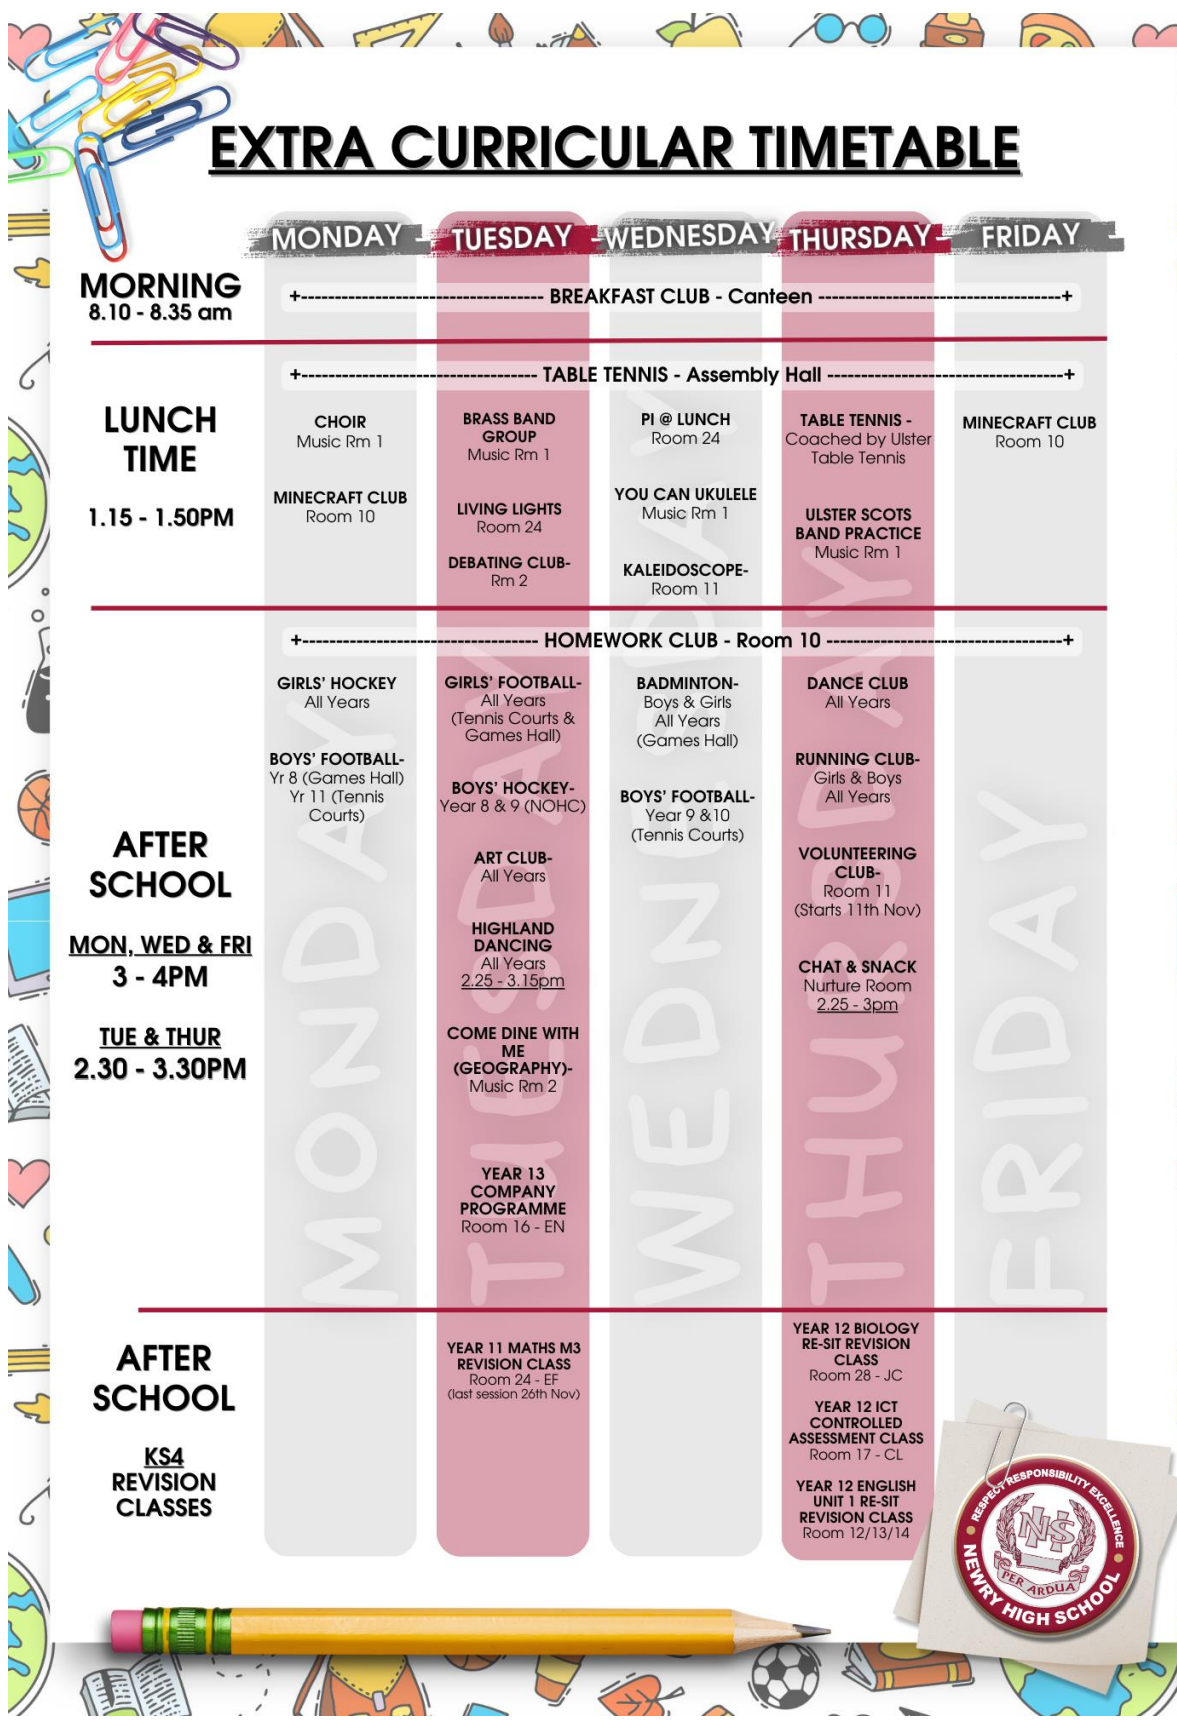 EXTRA CURRICULAR TIMETABLE
MONDAY
TUESDAY
WEDNESDAY
THURSDAY
FRIDAY
MORNING
8.10 - 8.35 am
BREAKFAST CLUB - Canteen
TABLE TENNIS - Assembly Hall
LUNCH
TIME
1.15 - 1.50PM
CHOIR
Music Rm 1
MINECRAFT CLUB
Room 10
BRASS BAND
GROUP
Music Rm 1
LIVING LIGHTS
Room 24
DEBATING CLUB-
Rm 2
PI @ LUNCH
Room 24
YOU CAN UKULELE
Music Rm 1
KALEIDOSCOPE-
Room 11
TABLE TENNIS -
Coached by Ulster
Table Tennis
ULSTER SCOTS
BAND PRACTICE
Music Rm 1
MINECRAFT CLUB
Room 10
HOMEWORK CLUB - Room 10
AFTER
SCHOOL
MON, WED & FRI
3 - 4PM
TUE & THUR
2.30 - 3.30PM
GIRLS' HOCKEY
All Years
BOYS' FOOTBALL-
Yr 8 (Games Hall)
Yr 11 (Tennis
Courts)
GIRLS' FOOTBALL-
All Years
(Tennis Courts &
Games Hall)
BOYS' HOCKEY-
Year 8 & 9 (NOHC)
ART CLUB-
All Years
HIGHLAND
DANCING
All Years
2.25 - 3.15pm
COME DINE WITH
ME
(GEOGRAPHY)-
Music Rm 2
YEAR 13
COMPANY
PROGRAMME
Room 16 - EN
BADMINTON-
Boys & Girls
All Years
(Games Hall)
BOYS' FOOTBALL-
Year 9 &10
(Tennis Courts)
DANCE CLUB
All Years
RUNNING CLUB-
Girls & Boys
All Years
VOLUNTEERING
CLUB-
Room 11
(Starts 11th Nov)
CHAT & SNACK
Nurture Room
2.25 - 3pm
MONDAY
TUESDAY
WEDNESDAY
THURSDAY
FRIDAY
AFTER
SCHOOL
KS4
REVISION
CLASSES
YEAR 11 MATHS M3
REVISION CLASS
Room 24 - EF
(last session 26th Nov)
YEAR 12 BIOLOGY
RE-SIT REVISION
CLASS
Room 28 - JC
YEAR 12 ICT
CONTROLLED
ASSESSMENT CLASS
Room 17 - CL
YEAR 12 ENGLISH
UNIT 1 RE-SIT
REVISION CLASS
Room 12/13/14
RESPECT RESPONSIBILITY EXCELLENCE
NHS
PER ARDUA
NEWRY HIGH SCHOOL